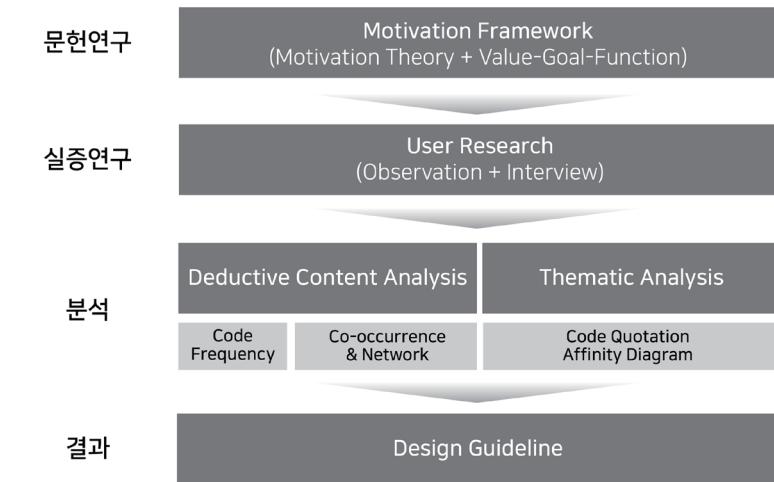 문헌연구
Motivation Framework
(Motivation Theory + Value-Goal-Function)
실증연구
User Research
(Observation + Interview)
분석
Deductive Content Analysis
Thematic Analysis
Code
Frequency
Co-occurrence
& Network
Code Quotation
Affinity Diagram
결과
Design Guideline